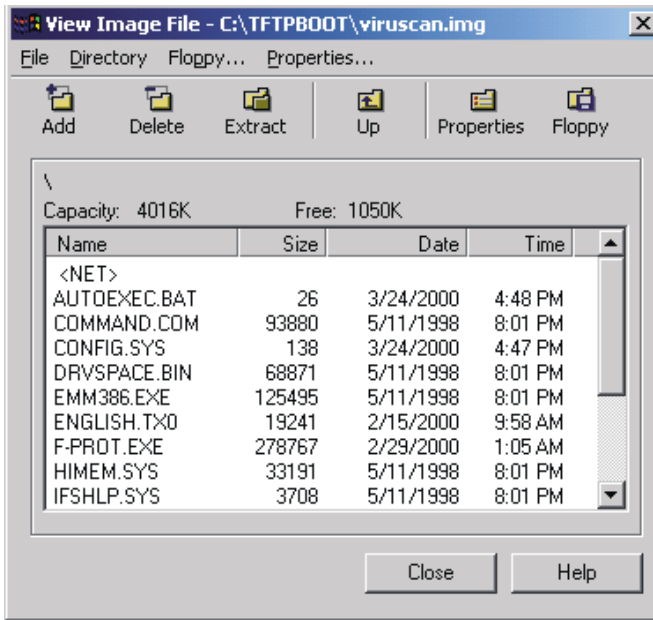 View Image File - C:\TFTPBOOT\viruscan.img
File Directory Floppy... Properties...
Add Delete Extract Up Properties Floppy
\
Capacity: 4016K Free: 1050K
Name Size Date Time
<NET>
AUTOEXEC.BAT 26 3/24/2000 4:48 PM
COMMAND.COM 93880 5/11/1998 8:01 PM
CONFIG.SYS 138 3/24/2000 4:47 PM
DRVSPACE.BIN 68871 5/11/1998 8:01 PM
EMM386.EXE 125495 5/11/1998 8:01 PM
ENGLISH.TX0 19241 2/15/2000 9:58 AM
F-PROT.EXE 278767 2/29/2000 1:05 AM
HIMEM.SYS 33191 5/11/1998 8:01 PM
IFSHLP.SYS 3708 5/11/1998 8:01 PM
Close Help